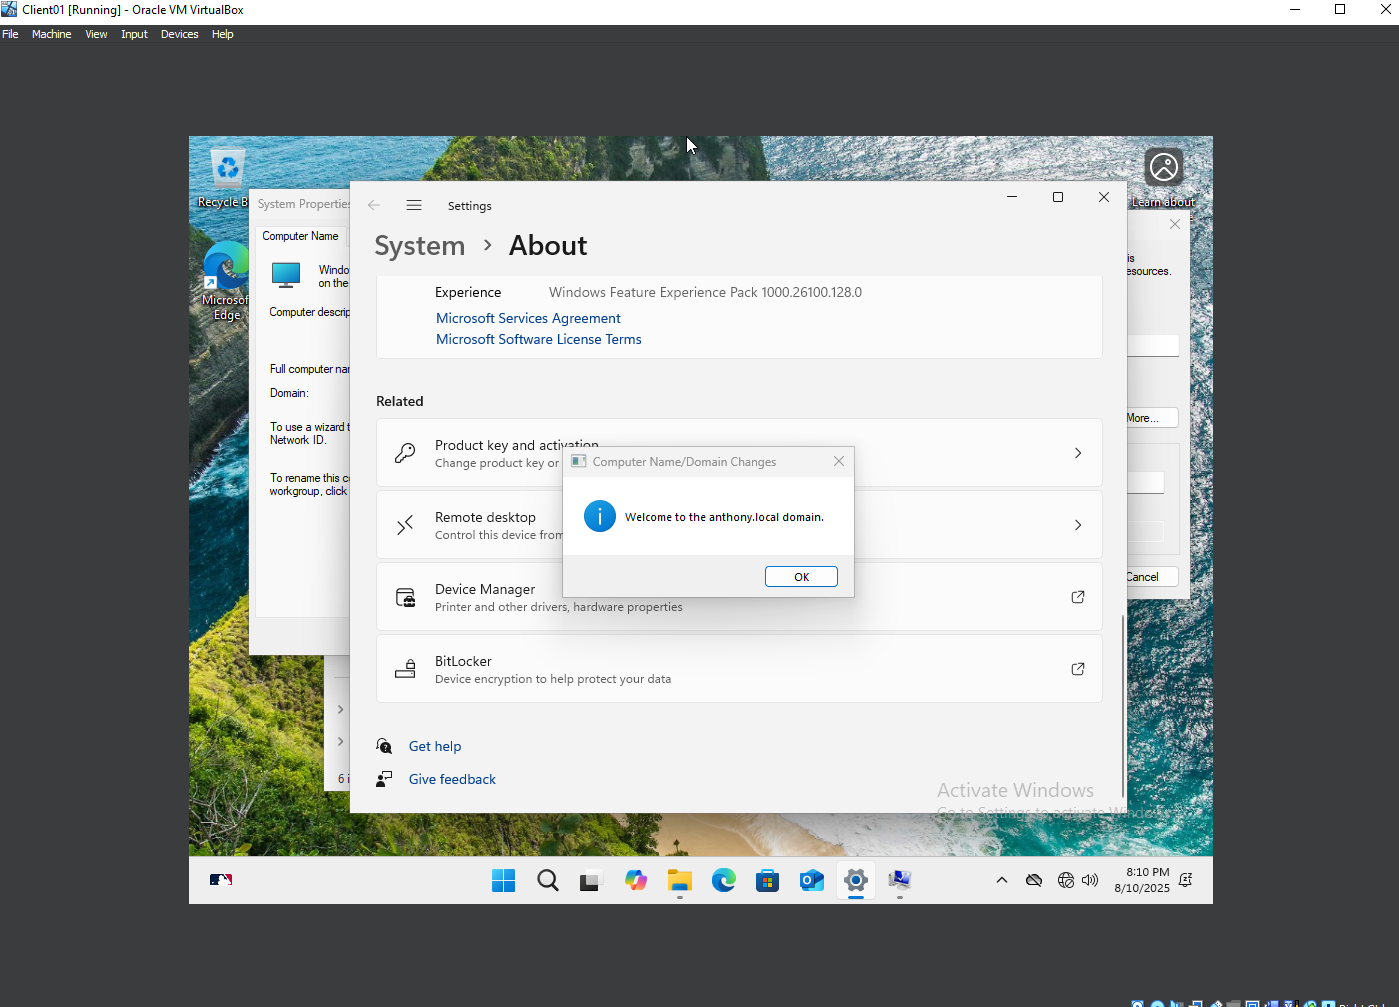 Client01 [Running] - Oracle VM VirtualBox
File Machine View Input Devices Help
Recycle B
Learn about
Microsof
Edge
System Properties
Computer Name
Windo
on the
Computer descrip
Full computer nar
Domain:
To use a wizard t
Network ID.
To rename this c
workgroup, click
6 i
Settings
System > About
Experience Windows Feature Experience Pack 1000.26100.128.0
Microsoft Services Agreement
Microsoft Software License Terms
Related
Product key and activation
Change product key or
Remote desktop
Control this device from
Device Manager
Printer and other drivers, hardware properties
BitLocker
Device encryption to help protect your data
Get help
Give feedback
Computer Name/Domain Changes
Welcome to the anthony.local domain.
OK
is
esources.
More...
Cancel
Activate Windows
Go to Settings to activate Windows
8:10 PM
8/10/2025